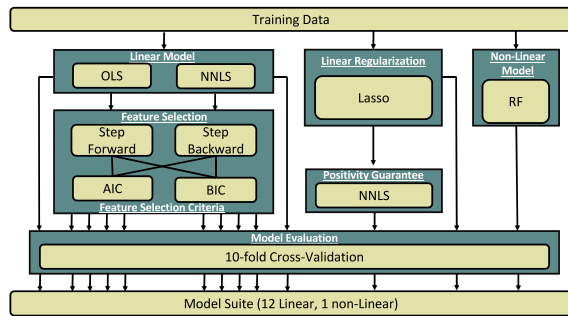 Training Data
Linear Model
OLS
NNLS
Linear Regularization
Lasso
Non-Linear
Model
RF
Feature Selection
Step
Forward
Step
Backward
AIC
BIC
Feature Selection Criteria
Positivity Guarantee
NNLS
Model Evaluation
10-fold Cross-Validation
Model Suite (12 Linear, 1 non-Linear)